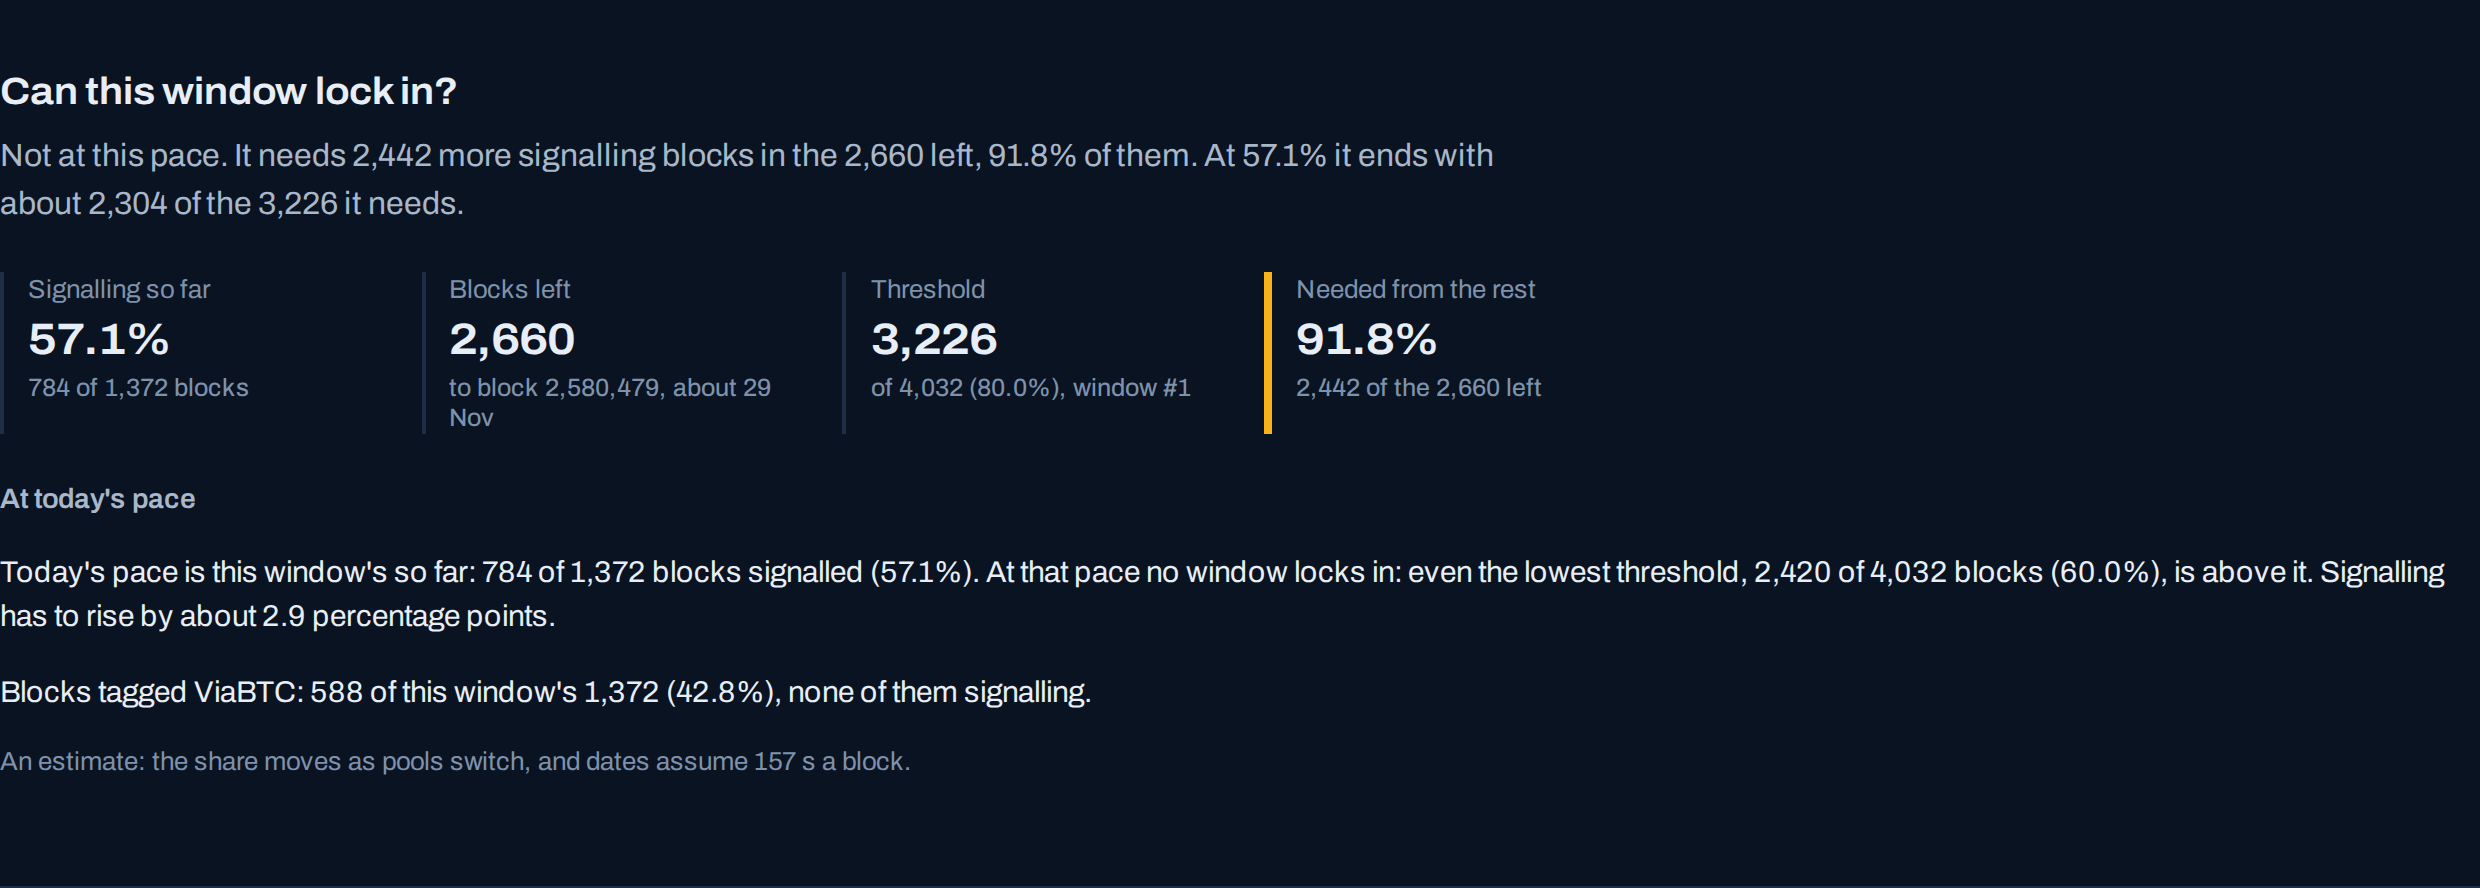 Can this window lock in?
Not at this pace. It needs 2,442 more signalling blocks in the 2,660 left, 91.8% of them. At 57.1% it ends with
about 2,304 of the 3,226 it needs.
Signalling so far
57.1%
784 of 1,372 blocks
Blocks left
2,660
to block 2,580,479, about 29
Nov
Threshold
3,226
of 4,032 (80.0%), window #1
Needed from the rest
91.8%
2,442 of the 2,660 left
At today's pace
Today's pace is this window's so far: 784 of 1,372 blocks signalled (57.1%). At that pace no window locks in: even the lowest threshold, 2,420 of 4,032 blocks (60.0%), is above it. Signalling
has to rise by about 2.9 percentage points.
Blocks tagged ViaBTC: 588 of this window's 1,372 (42.8%), none of them signalling.
An estimate: the share moves as pools switch, and dates assume 157 s a block.